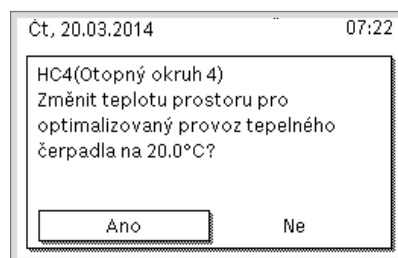 Čt, 20.03.2014 07:22
HC4(Otopný okruh 4)
Změnit teplotu prostoru pro
optimalizovaný provoz tepelného
čerpadla na 20.0°C?
Ano Ne